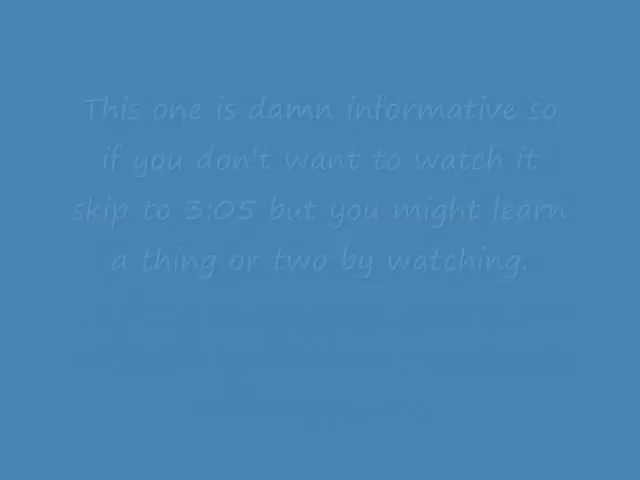 This one is damn informative so
if you don't want to watch it
skip to 3:05 but you might learn
a thing or two by watching.